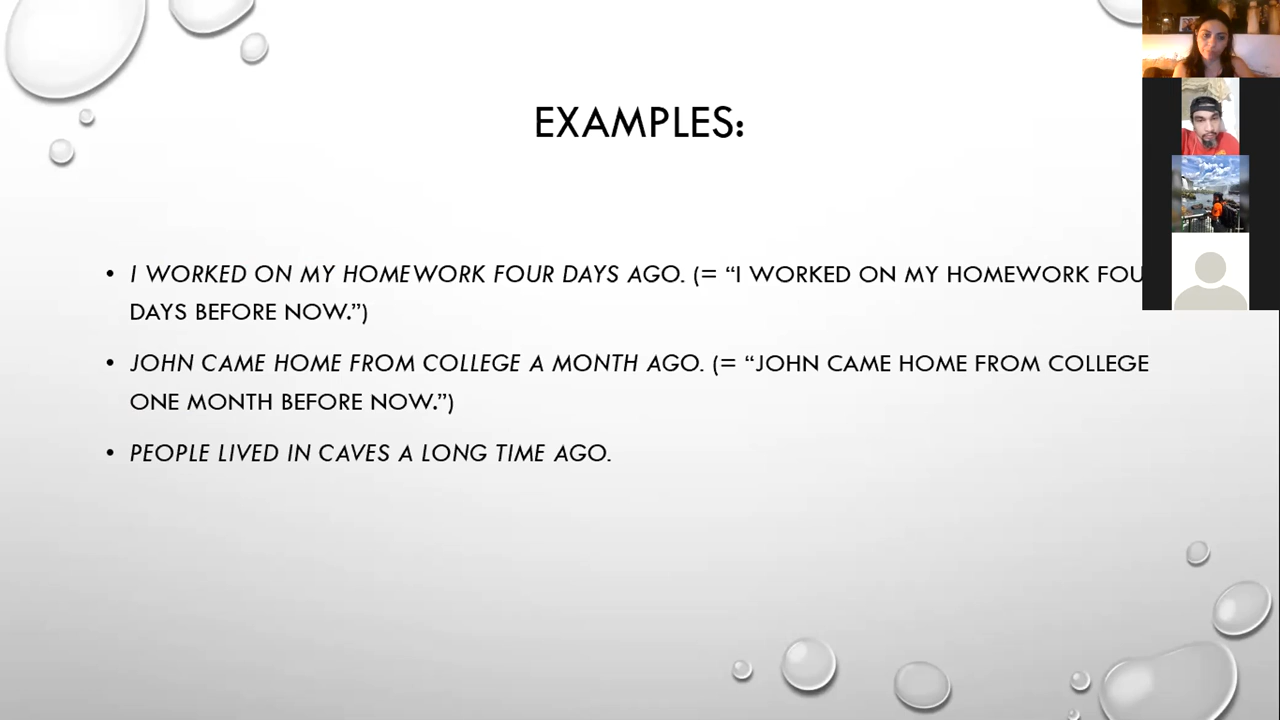 EXAMPLES:
• I WORKED ON MY HOMEWORK FOUR DAYS AGO. (= “I WORKED ON MY HOMEWORK
DAYS BEFORE NOW.”)
• JOHN CAME HOME FROM COLLEGE A MONTH AGO. (= “JOHN CAME HOME FROM COLLEGE
ONE MONTH BEFORE NOW.”)
• PEOPLE LIVED IN CAVES A LONG TIME AGO.